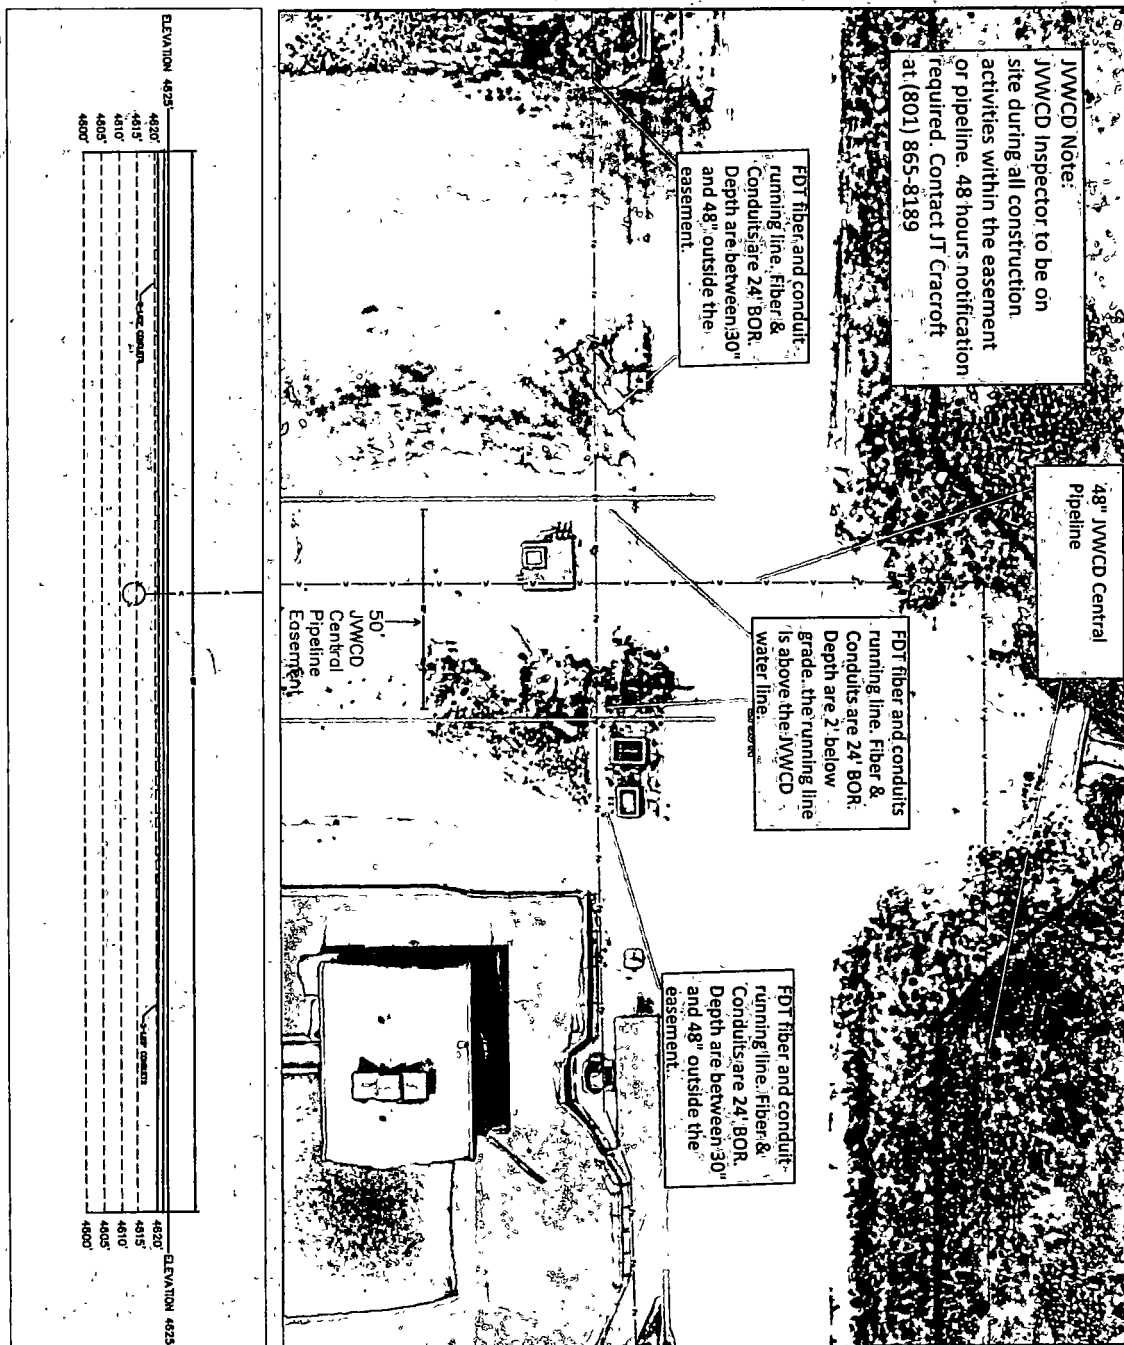 JVWCD Note:
JVWCD Inspector to be on
site during all construction
activities within the easement
or pipeline. 48 hours notification
required. Contact JT Cracroft
at (801) 865-8189
48" JVWCD Central
Pipeline
FDT fiber and conduit
running line. Fiber &
Conduits are 24' BOR.
Depth are between 30"
and 48" outside the
easement.
FDT fiber and conduits
running line. Fiber &
Conduits are 24' BOR.
Depth are 2' below
grade. the running line
is above the JVWCD
water line.
FDT fiber and conduit
running line. Fiber &
Conduits are 24' BOR.
Depth are between 30"
and 48" outside the
easement.
50'
JVWCD
Central
Pipeline
Easement
ELEVATION 4625'
4620'
4615'
4610'
4605'
4600'
ELEVATION 4625
4620'
4615'
4610'
4605'
4600'